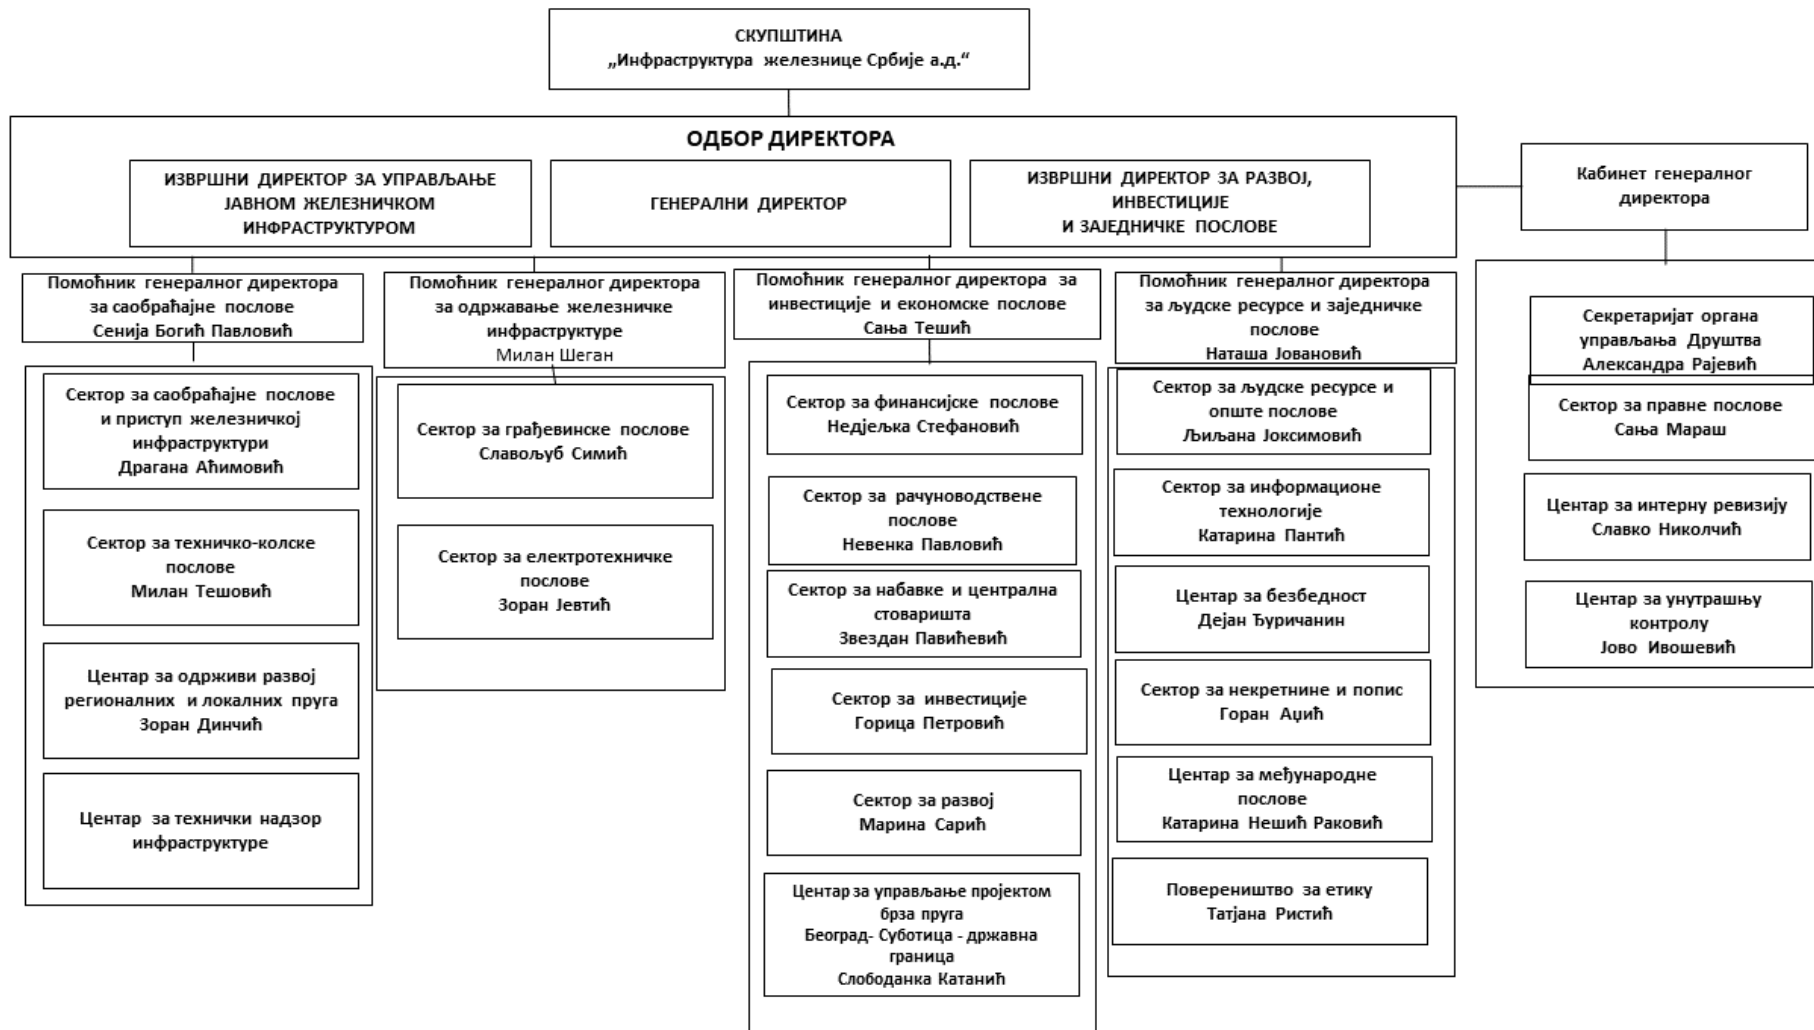 СКУПШТИНА
„Инфраструктура железнице Србије а.д.“
ОДБОР ДИРЕКТОРА
ИЗВРШНИ ДИРЕКТОР ЗА УПРАВЉАЊЕ
ЈАВНОМ ЖЕЛЕЗНИЧКОМ
ИНФРАСТРУКТУРОМ
ГЕНЕРАЛНИ ДИРЕКТОР
ИЗВРШНИ ДИРЕКТОР ЗА РАЗВОЈ,
ИНВЕСТИЦИЈЕ
И ЗАЈЕДНИЧКЕ ПОСЛОВЕ
Кабинет генералног
директора
Помоћник генералног директора
за саобраћајне послове
Сенија Богић Павловић
Сектор за саобраћајне послове
и приступ железничкој
инфраструктури
Драгана Аћимовић
Сектор за техничко-колске
послове
Милан Тешовић
Центар за одрживи развој
регионалних и локалних пруга
Зоран Динчић
Центар за технички надзор
инфраструктуре
Помоћник генералног директора
за одржавање железничке
инфраструктуре
Милан Шеган
Сектор за грађевинске послове
Славољуб Симић
Сектор за електротехничке
послове
Зоран Јевтић
Помоћник генералног директора за
инвестиције и економске послове
Сања Тешић
Сектор за финансијске послове
Недјељка Стефановић
Сектор за рачуноводствене
послове
Невенка Павловић
Сектор за набавке и централна
стоваришта
Звездан Павићевић
Сектор за инвестиције
Горица Петровић
Сектор за развој
Марина Сарић
Центар за управљање пројектом
брза пруга
Београд- Суботица - државна
граница
Слободанка Катанић
Помоћник генералног директора
за људске ресурсе и заједничке
послове
Наташа Јовановић
Сектор за људске ресурсе и
опште послове
Љиљана Јоксимовић
Сектор за информационе
технологије
Катарина Пантић
Центар за безбедност
Дејан Ђуричанин
Сектор за некретнине и попис
Горан Аџић
Центар за међународне
послове
Катарина Нешић Раковић
Повереништво за етику
Татјана Ристић
Секретаријат органа
управљања Друштва
Александра Рајевић
Сектор за правне послове
Сања Мараш
Центар за интерну ревизију
Славко Николчић
Центар за унутрашњу
контролу
Јово Ивошевић